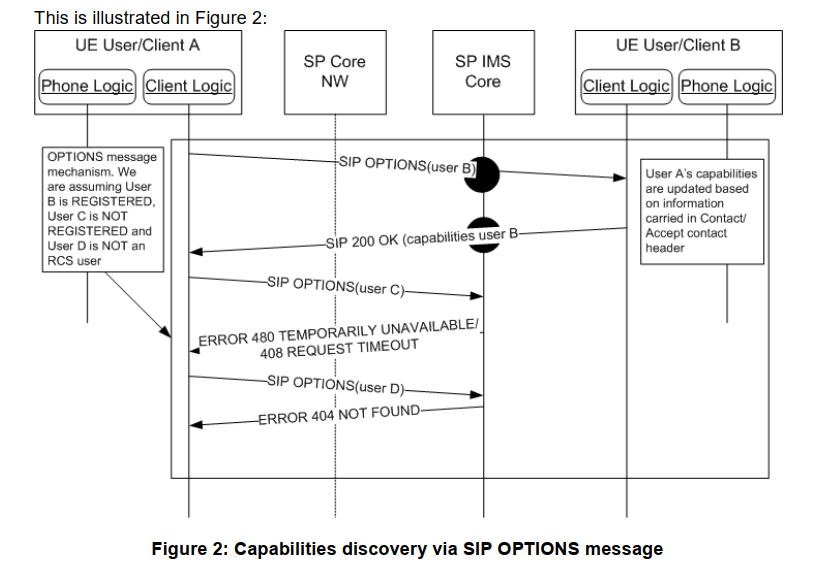 This is illustrated in Figure 2:
UE User/Client A
Phone Logic
Client Logic
SP Core
NW
SP IMS
Core
UE User/Client B
Client Logic
Phone Logic
OPTIONS message
mechanism. We
are assuming User
B is REGISTERED,
User C is NOT
REGISTERED and
User D is NOT an
RCS user
SIP OPTIONS(user B)
User A's capabilities
are updated based
on information
carried in Contact/
Accept contact
header
SIP 200 OK (capabilities user B
SIP OPTIONS(user C)
ERROR 480 TEMPORARILY UNAVAILABLE/
408 REQUEST TIMEOUT
SIP OPTIONS(user D)
ERROR 404 NOT FOUND
Figure 2: Capabilities discovery via SIP OPTIONS message